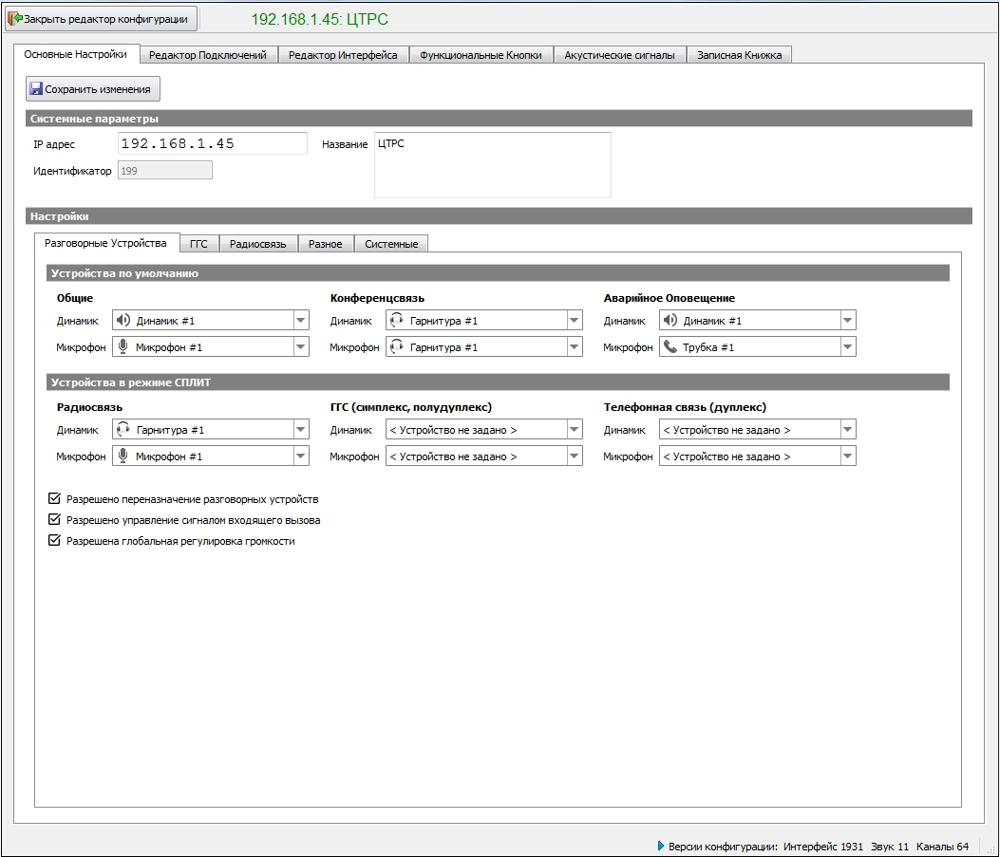 Закрыть редактор конфигурации 192.168.1.45: ЦТРС
Основные Настройки Редактор Подключений Редактор Интерфейса Функциональные Кнопки Акустические сигналы Записная Книжка
Сохранить изменения
Системные параметры
IP адрес 192.168.1.45 Название ЦТРС
Идентификатор 199
Настройки
Разговорные Устройства ГГС Радиосвязь Разное Системные
Устройства по умолчанию
Общие Конференцсвязь Аварийное Оповещение
Динамик Динамик #1 Динамик Гарнитура #1 Динамик Динамик #1
Микрофон Микрофон #1 Микрофон Гарнитура #1 Микрофон Трубка #1
Устройства в режиме СПЛИТ
Радиосвязь ГГС (симплекс, полудуплекс) Телефонная связь (дуплекс)
Динамик Гарнитура #1 Динамик < Устройство не задано > Динамик < Устройство не задано >
Микрофон Микрофон #1 Микрофон < Устройство не задано > Микрофон < Устройство не задано >
Разрешено переназначение разговорных устройств
Разрешено управление сигналом входящего вызова
Разрешена глобальная регулировка громкости
Версии конфигурации: Интерфейс 1931 Звук 11 Каналы 64